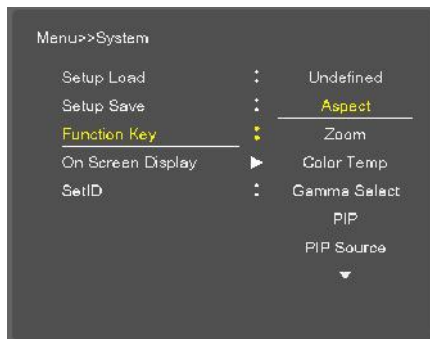 Menu>>System
Setup Load : Undefined
Setup Save : Aspect
Function Key : Zoom
On Screen Display ▶ Color Temp
SetID : Gamma Select
PIP
PIP Source
▼